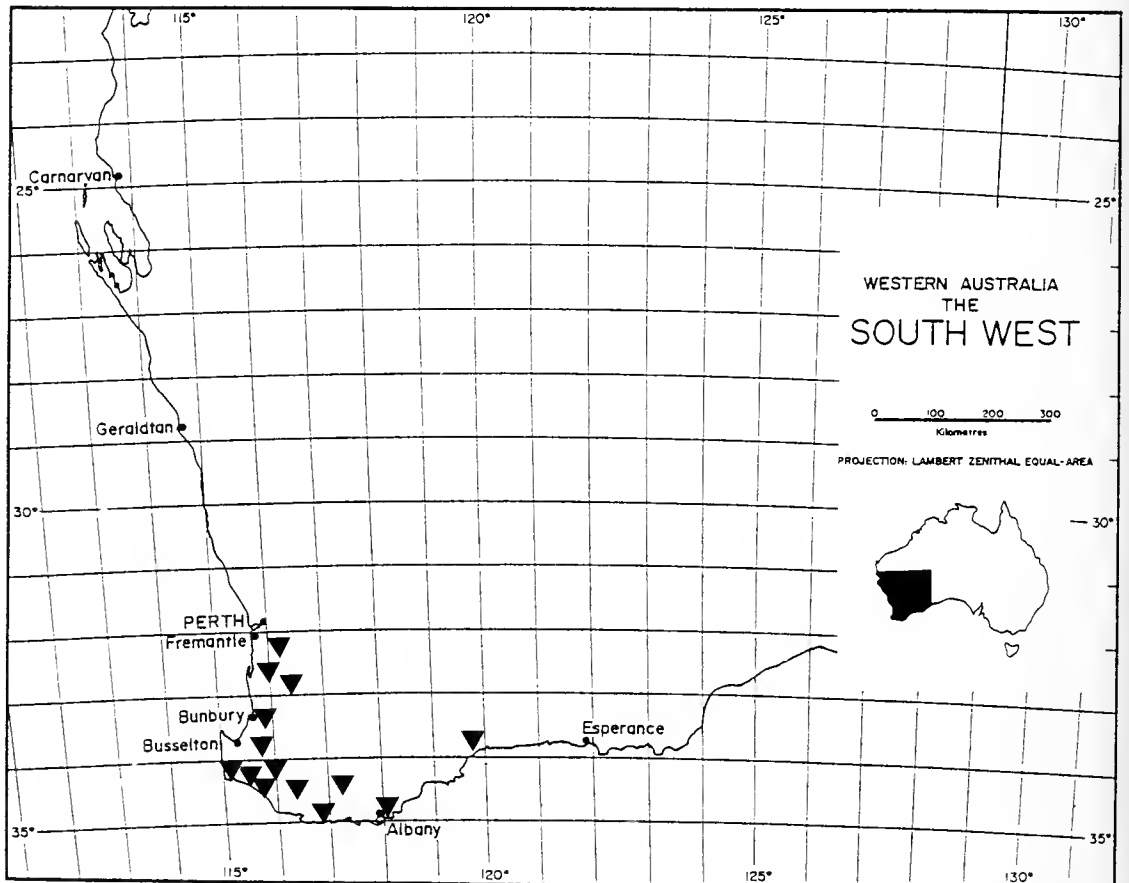 115°
120°
125°
130°
Carnarvan
25°
25°
WESTERN AUSTRALIA
THE
SOUTH WEST
0 100 200 300
Kilometres
PROJECTION: LAMBERT ZENITHAL EQUAL-AREA
Geraldtan
30°
30°
PERTH
Fremantle
Bunbury
Busselton
Esperance
Albany
35°
35°
115°
120°
125°
130°